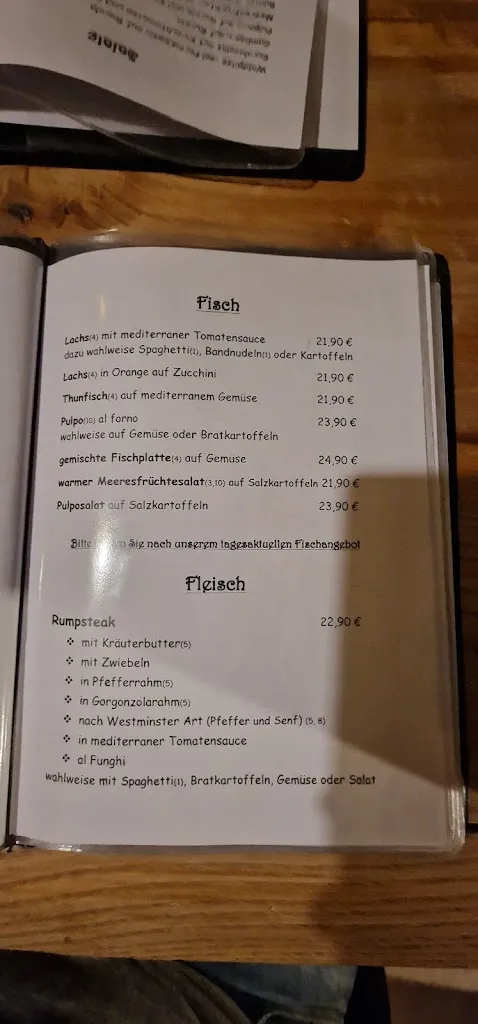 Salate
Fisch
Lachs(4) mit mediterraner Tomatensauce 21,90 €
dazu wahlweise Spaghetti(1), Bandnudeln(1) oder Kartoffeln
Lachs(4) in Orange auf Zucchini 21,90 €
Thunfisch(4) auf mediterranem Gemüse 21,90 €
Pulpo(10) al forno 23,90 €
wahlweise auf Gemüse oder Bratkartoffeln
gemischte Fischplatte(4) auf Gemüse 24,90 €
warmer Meeresfrüchtesalat(3,10) auf Salzkartoffeln 21,90 €
Pulposalat auf Salzkartoffeln 23,90 €
Bitte Sie nach unserem tagesaktuellen Fischangebot
Fleisch
Rumpsteak 22,90 €
❖ mit Kräuterbutter(5)
❖ mit Zwiebeln
❖ in Pfefferrahm(5)
❖ in Gorgonzolarahm(5)
❖ nach Westminster Art (Pfeffer und Senf) (5, 8)
❖ in mediterraner Tomatensauce
❖ al Funghi
wahlweise mit Spaghetti(1), Bratkartoffeln, Gemüse oder Salat